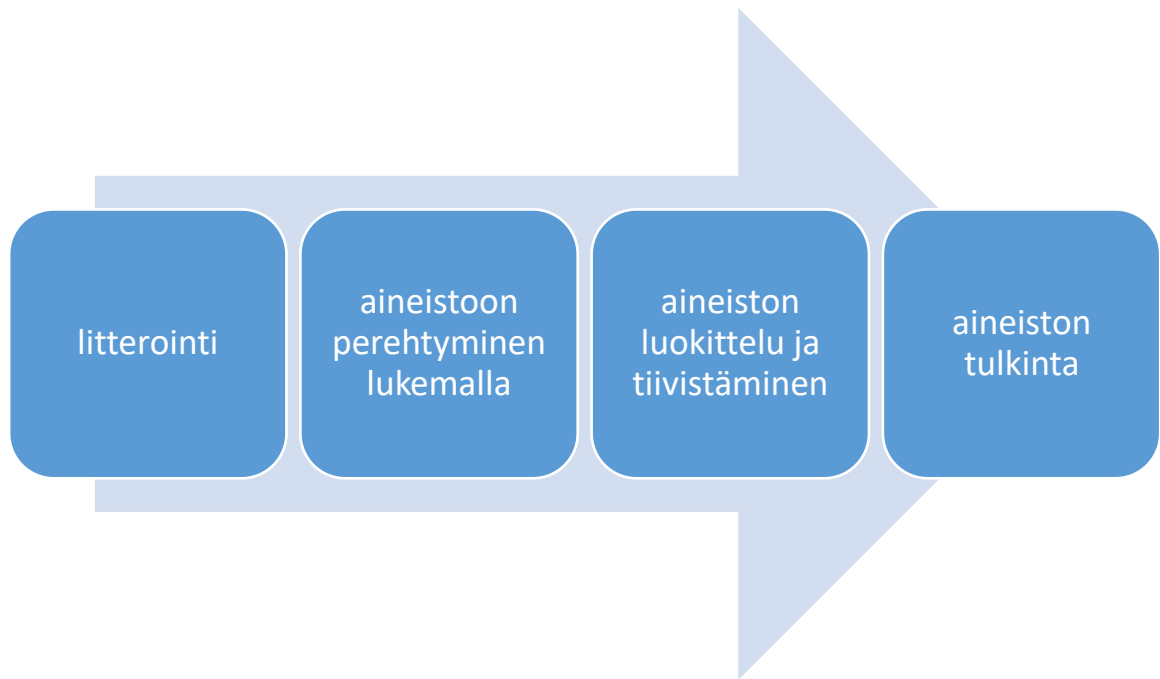 litterointi
aineistoon
perehtyminen
lukemalla
aineiston
luokittelu ja
tiivistäminen
aineiston
tulkinta